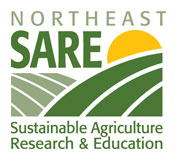 NORTHEAST
SARE
Sustainable Agriculture
Research & Education